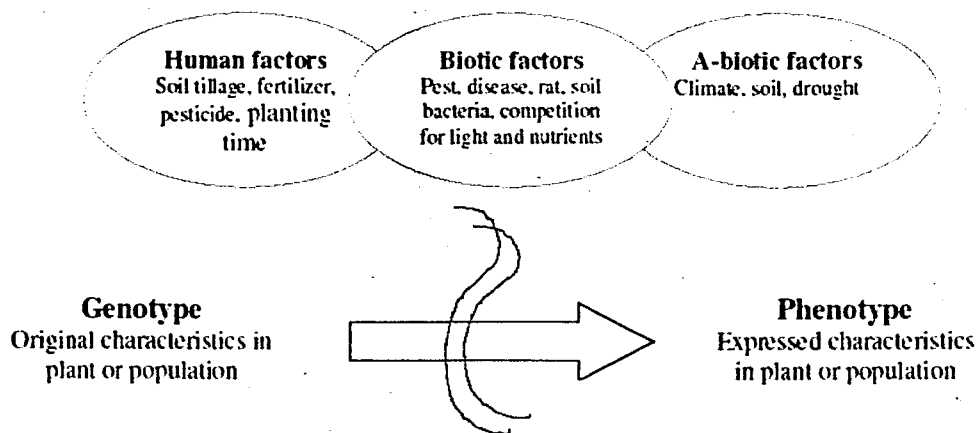 Human factors
Soil tillage, fertilizer,
pesticide, planting
time
Biotic factors
Pest, disease, rat, soil
bacteria, competition
for light and nutrients
A-biotic factors
Climate, soil, drought
Genotype
Original characteristics in
plant or population
Phenotype
Expressed characteristics
in plant or population